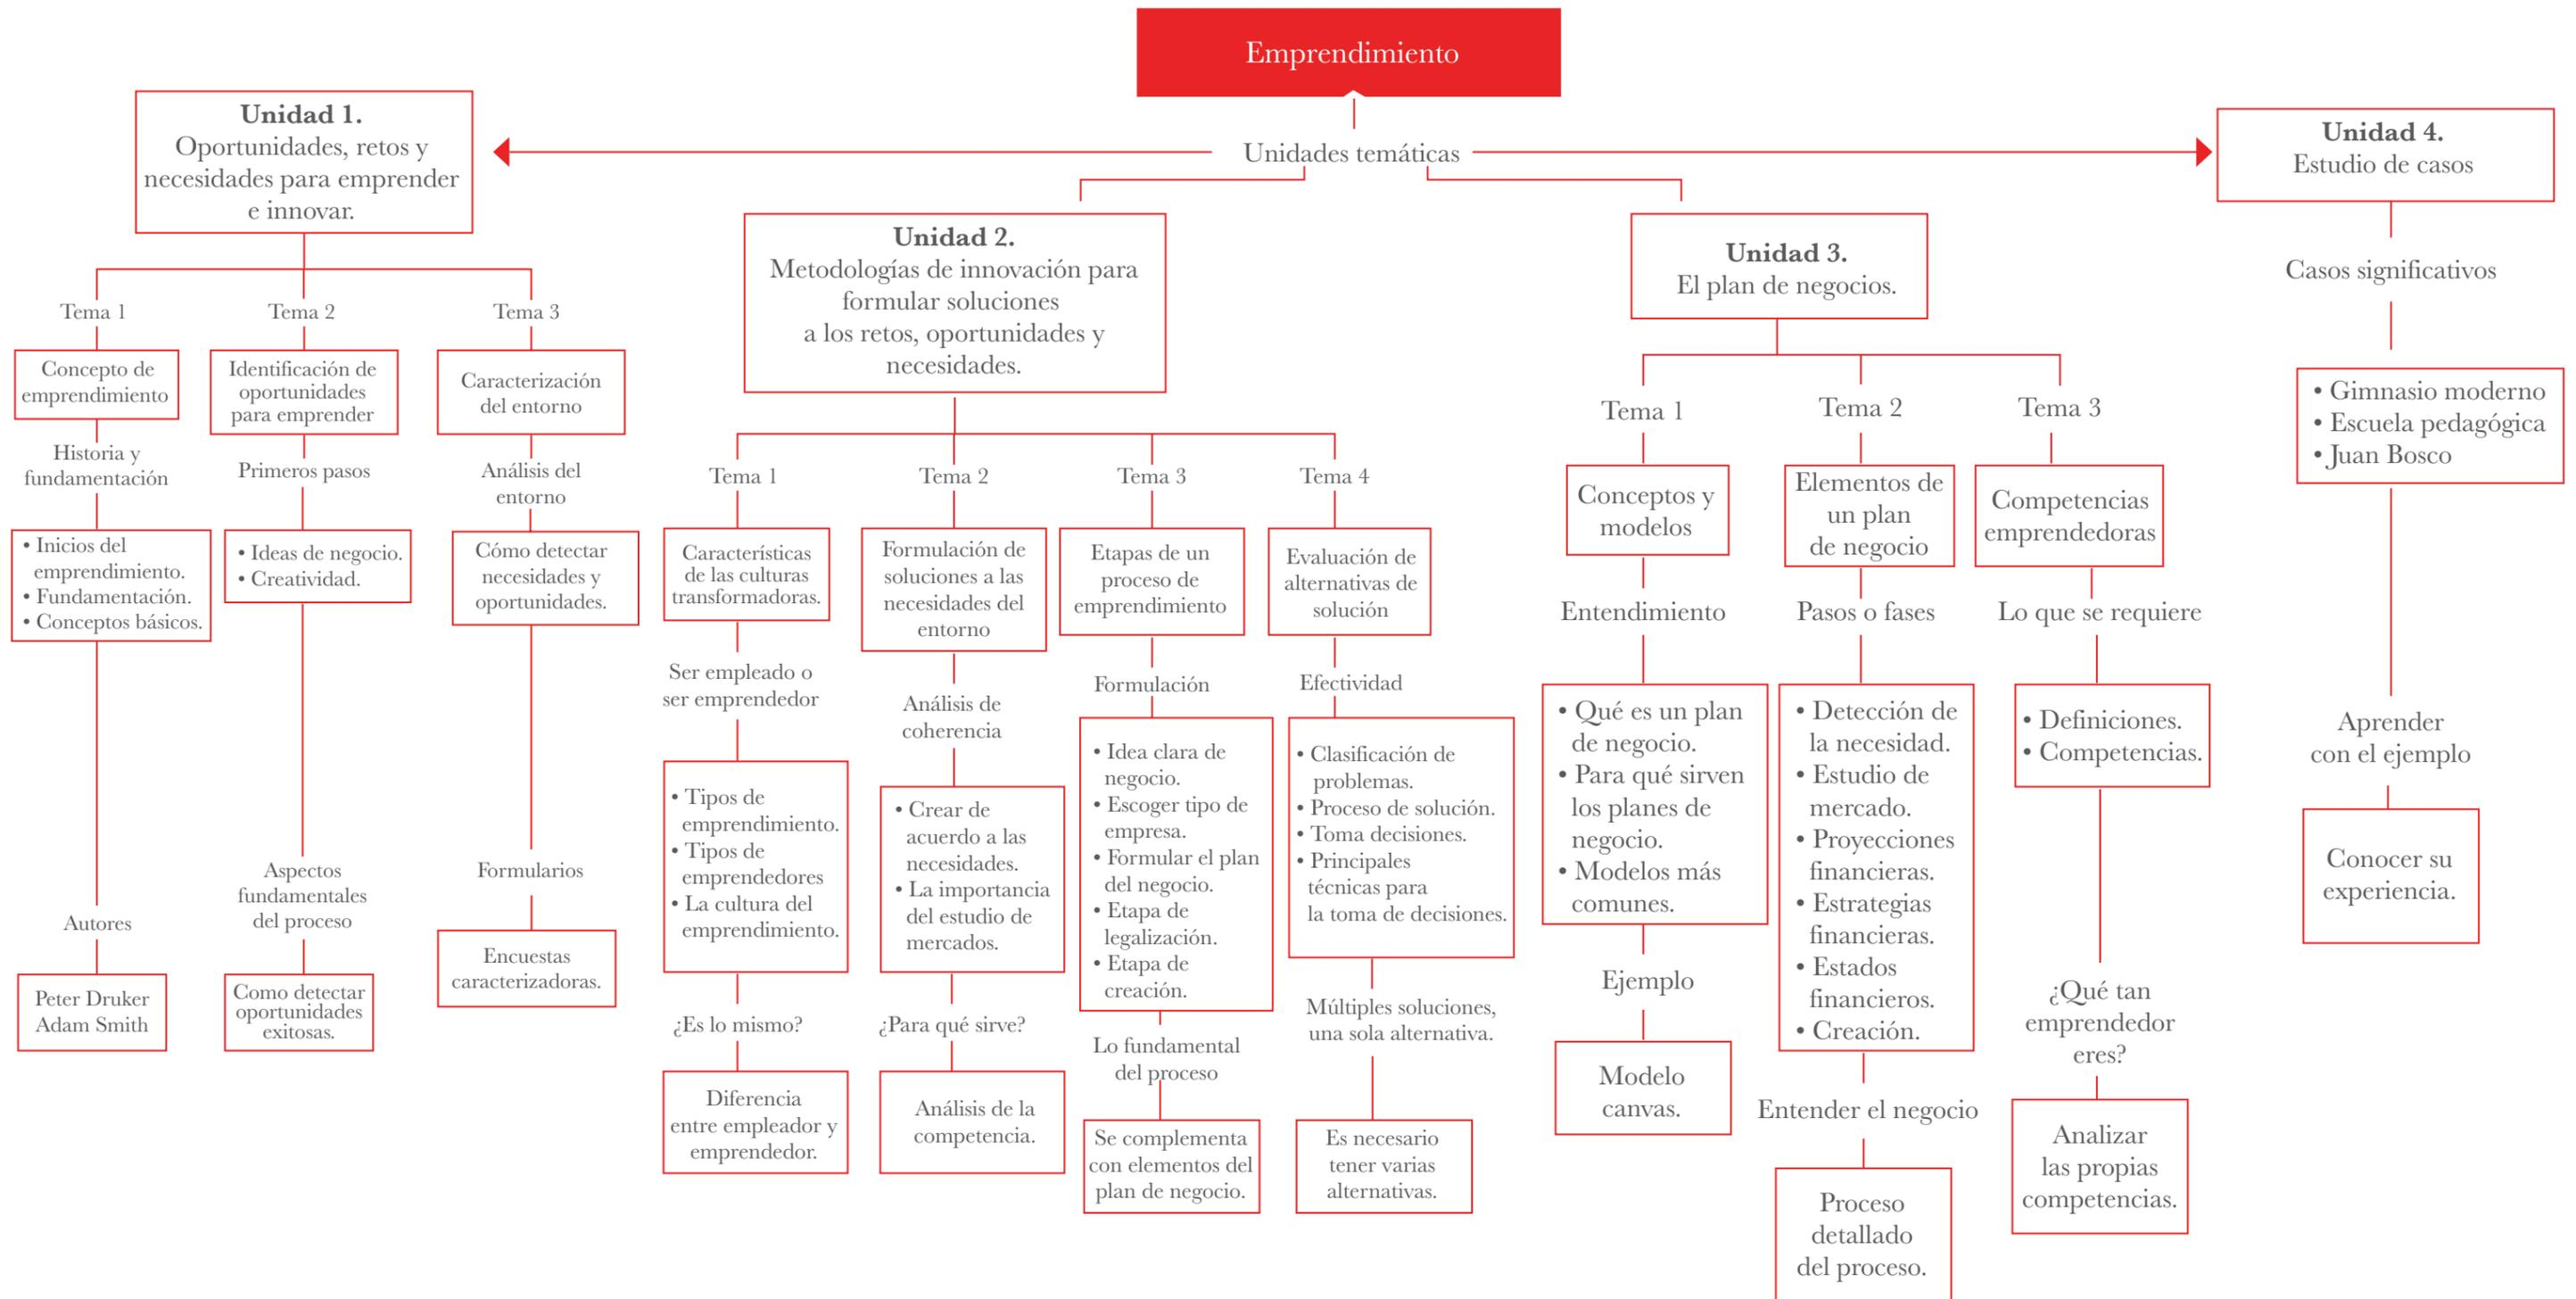 Emprendimiento
Unidades temáticas
Unidad 1.
Oportunidades, retos y
necesidades para emprender
e innovar.
Tema 1
Concepto de
emprendimiento
Historia y
fundamentación
• Inicios del
emprendimiento.
• Fundamentación.
• Conceptos básicos.
Autores
Peter Druker
Adam Smith
Tema 2
Identificación de
oportunidades
para emprender
Primeros pasos
• Ideas de negocio.
• Creatividad.
Aspectos
fundamentales
del proceso
Como detectar
oportunidades
exitosas.
Tema 3
Caracterización
del entorno
Análisis del
entorno
Cómo detectar
necesidades y
oportunidades.
Formularios
Encuestas
caracterizadoras.
Unidad 2.
Metodologías de innovación para
formular soluciones
a los retos, oportunidades y
necesidades.
Tema 1
Características
de las culturas
transformadoras.
Ser empleado o
ser emprendedor
• Tipos de
emprendimiento.
• Tipos de
emprendedores
• La cultura del
emprendimiento.
¿Es lo mismo?
Diferencia
entre empleador y
emprendedor.
Tema 2
Formulación de
soluciones a las
necesidades del
entorno
Análisis de
coherencia
• Crear de
acuerdo a las
necesidades.
• La importancia
del estudio de
mercados.
¿Para qué sirve?
Análisis de la
competencia.
Tema 3
Etapas de un
proceso de
emprendimiento
Formulación
• Idea clara de
negocio.
• Escoger tipo de
empresa.
• Formular el plan
del negocio.
• Etapa de
legalización.
• Etapa de
creación.
Lo fundamental
del proceso
Se complementa
con elementos del
plan de negocio.
Tema 4
Evaluación de
alternativas de
solución
Efectividad
• Clasificación de
problemas.
• Proceso de solución.
• Toma decisiones.
• Principales
técnicas para
la toma de decisiones.
Múltiples soluciones,
una sola alternativa.
Es necesario
tener varias
alternativas.
Unidad 3.
El plan de negocios.
Tema 1
Conceptos y
modelos
Entendimiento
• Qué es un plan
de negocio.
• Para qué sirven
los planes de
negocio.
• Modelos más
comunes.
Ejemplo
Modelo
canvas.
Tema 2
Elementos de
un plan
de negocio
Pasos o fases
• Detección de
la necesidad.
• Estudio de
mercado.
• Proyecciones
financieras.
• Estrategias
financieras.
• Estados
financieros.
• Creación.
Entender el negocio
Proceso
detallado
del proceso.
Tema 3
Competencias
emprendedoras
Lo que se requiere
• Definiciones.
• Competencias.
¿Qué tan
emprendedor
eres?
Analizar
las propias
competencias.
Unidad 4.
Estudio de casos
Casos significativos
• Gimnasio moderno
• Escuela pedagógica
• Juan Bosco
Aprender
con el ejemplo
Conocer su
experiencia.